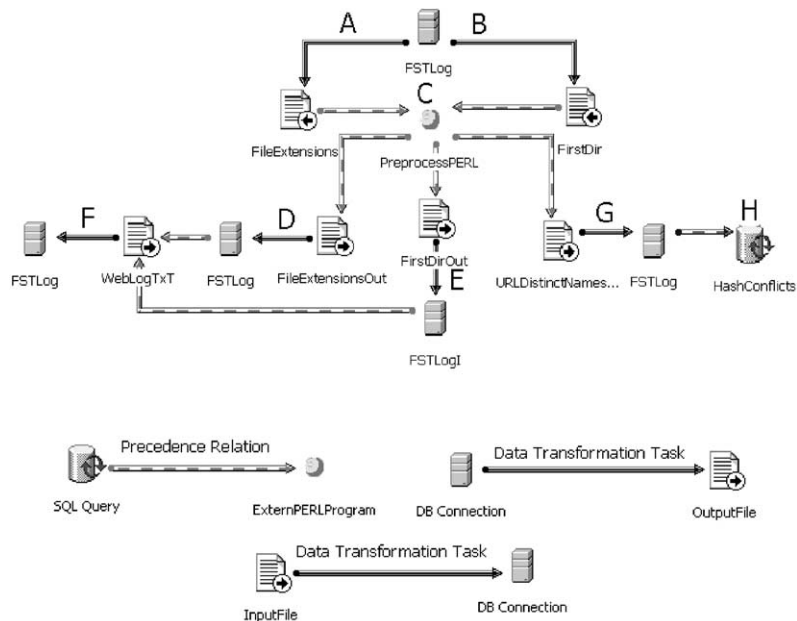 A
B
FSTLog
C
FileExtensions
FirstDir
PreprocessPERL
F
D
G
H
FSTLog
WebLogTxT
FSTLog
FileExtensionsOut
FirstDirOut
E
URLDistinctNames...
FSTLog
HashConflicts
FSTLogI
Precedence Relation
SQL Query
ExternPERLProgram
Data Transformation Task
DB Connection
OutputFile
Data Transformation Task
InputFile
DB Connection